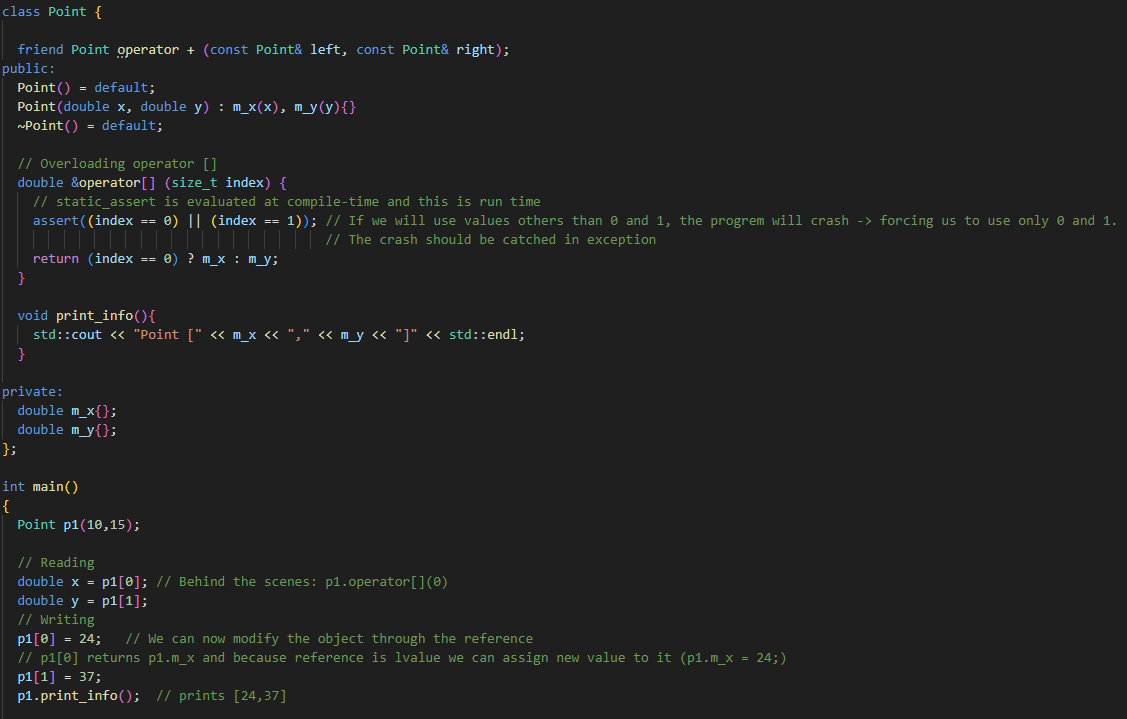 class Point {
friend Point operator + (const Point& left, const Point& right);
public:
Point() = default;
Point(double x, double y) : m_x(x), m_y(y){}
~Point() = default;
// Overloading operator []
double &operator[] (size_t index) {
// static_assert is evaluated at compile-time and this is run time
assert((index == 0) || (index == 1)); // If we will use values others than 0 and 1, the progrem will crash -> forcing us to use only 0 and 1.
// The crash should be catched in exception
return (index == 0) ? m_x : m_y;
}
void print_info(){
std::cout << "Point [" << m_x << "," << m_y << "]" << std::endl;
}
private:
double m_x{};
double m_y{};
};
int main()
{
Point p1(10,15);
// Reading
double x = p1[0]; // Behind the scenes: p1.operator[](0)
double y = p1[1];
// Writing
p1[0] = 24; // We can now modify the object through the reference
// p1[0] returns p1.m_x and because reference is lvalue we can assign new value to it (p1.m_x = 24;)
p1[1] = 37;
p1.print_info(); // prints [24,37]